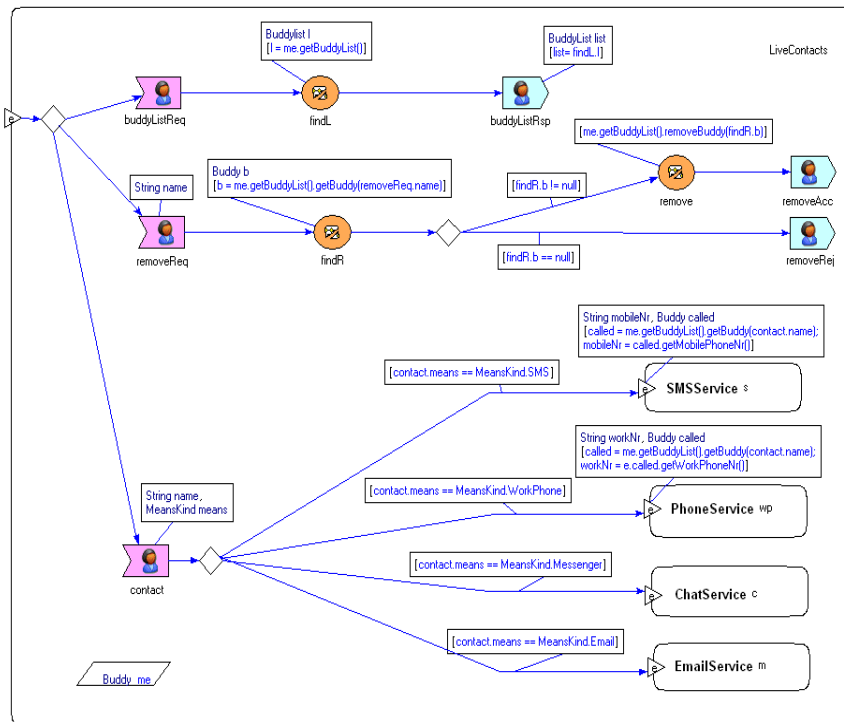 Buddylist l
[l = me.getBuddyList()]
BuddyList list
[list= findL.l]
LiveContacts
buddyListReq
findL
buddyListRsp
e
[me.getBuddyList().removeBuddy(findR.b)]
String name
Buddy b
[b = me.getBuddyList().getBuddy(removeReq.name)]
[findR.b != null]
remove
removeAcc
removeReq
findR
[findR.b == null]
removeRej
String mobileNr, Buddy called
[called = me.getBuddyList().getBuddy(contact.name);
mobileNr = called.getMobilePhoneNr()]
[contact.means == MeansKind.SMS]
e
SMSService s
String workNr, Buddy called
[called = me.getBuddyList().getBuddy(contact.name);
workNr = e.called.getWorkPhoneNr()]
String name,
MeansKind means
[contact.means == MeansKind.WorkPhone]
e
PhoneService wp
contact
[contact.means == MeansKind.Messenger]
e
ChatService c
[contact.means == MeansKind.Email]
e
EmailService m
Buddy me